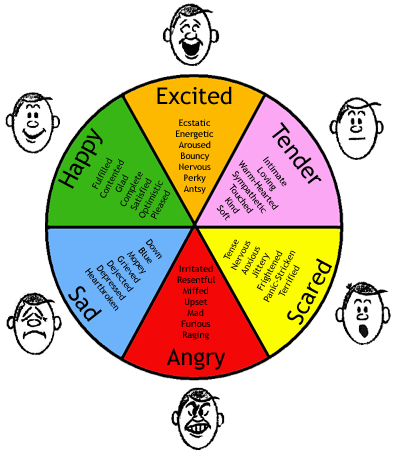 Excited
Ecstatic
Energetic
Aroused
Bouncy
Nervous
Perky
Antsy
Tender
Intimate
Loving
Warm-Hearted
Sympathetic
Touched
Kind
Soft
Scared
Tense
Nervous
Anxious
Jittery
Frightened
Panic-Stricken
Terrified
Angry
Irritated
Resentful
Miffed
Upset
Mad
Furious
Raging
Sad
Down
Blue
Mopey
Grieved
Dejected
Depressed
Heartbroken
Happy
Fulfilled
Contented
Glad
Complete
Satisfied
Optimistic
Pleased